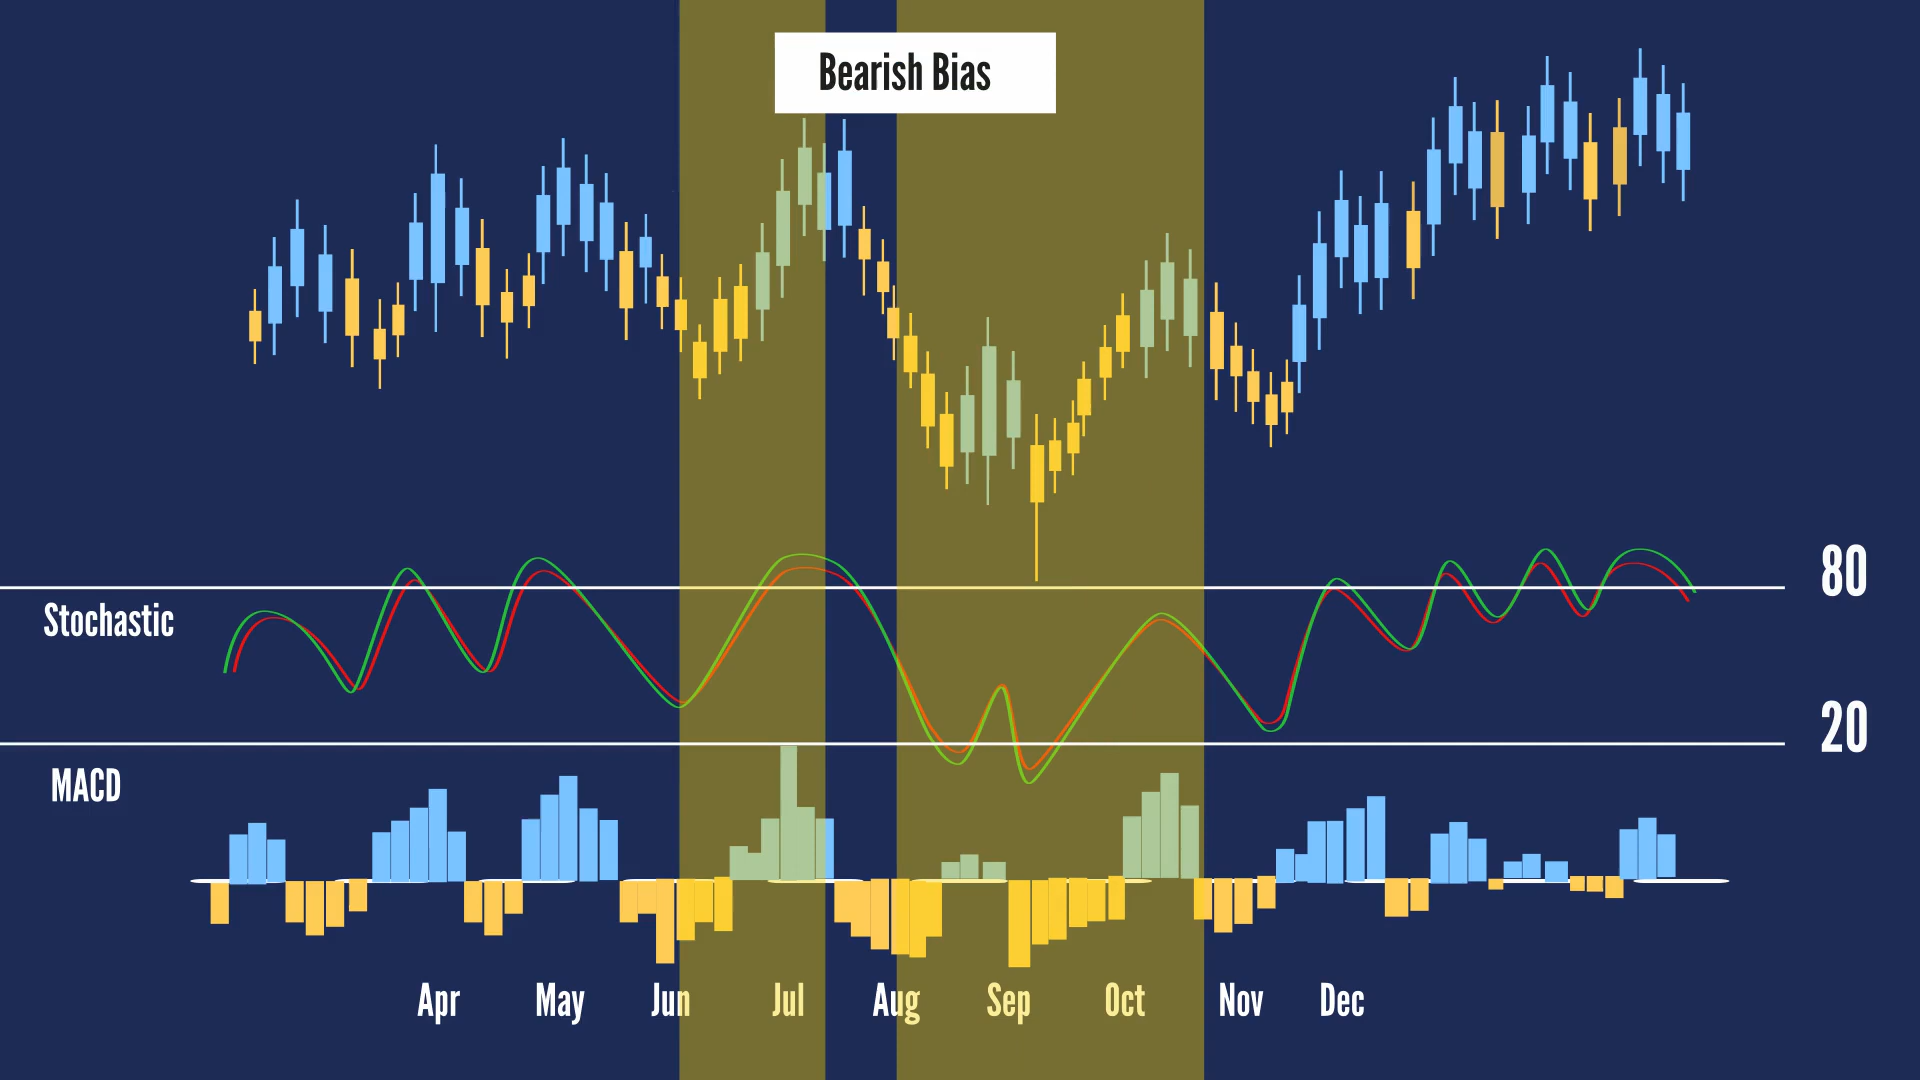 Bearish Bias
80
Stochastic
20
MACD
Apr May Jun Jul Aug Sep Oct Nov Dec